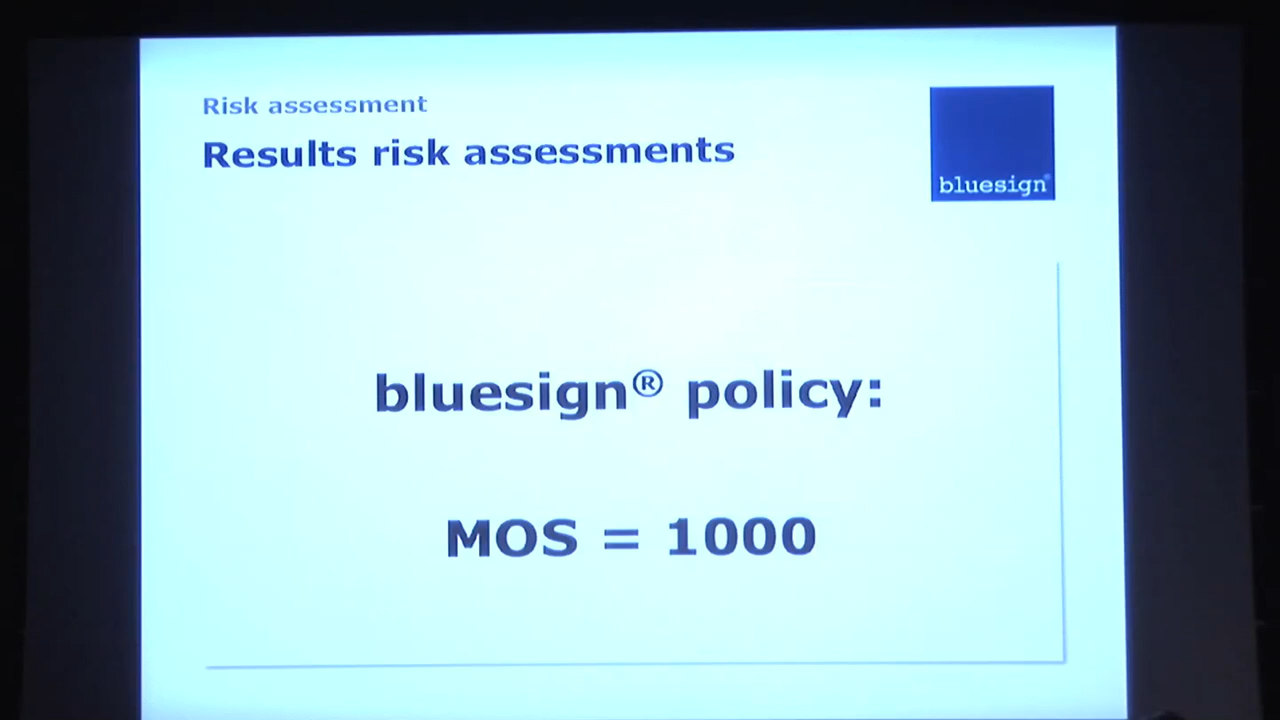 Risk assessment
Results risk assessments
bluesign®
bluesign® policy:
MOS = 1000